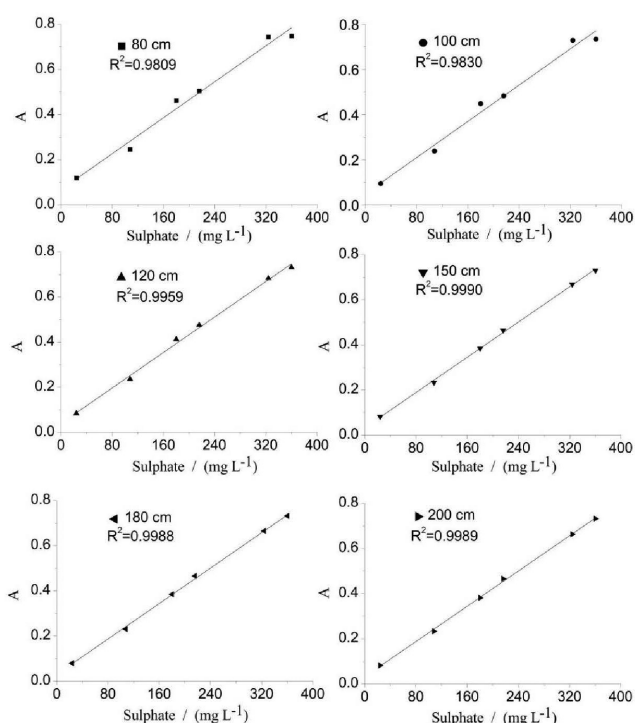 0.8
0.6
0.4
0.2
0.0
A
■ 80 cm
R²=0.9809
0 80 160 240 320 400
Sulphate / (mg L⁻¹)
0.8
0.6
0.4
0.2
0.0
A
● 100 cm
R²=0.9830
0 80 160 240 320 400
Sulphate / (mg L⁻¹)
0.8
0.6
0.4
0.2
0.0
A
▲ 120 cm
R²=0.9959
0 80 160 240 320 400
Sulphate / (mg L⁻¹)
0.8
0.6
0.4
0.2
0.0
A
▼ 150 cm
R²=0.9990
0 80 160 240 320 400
Sulphate / (mg L⁻¹)
0.8
0.6
0.4
0.2
0.0
A
◄ 180 cm
R²=0.9988
0 80 160 240 320 400
Sulphate / (mg L⁻¹)
0.8
0.6
0.4
0.2
0.0
A
► 200 cm
R²=0.9989
0 80 160 240 320 400
Sulphate / (mg L⁻¹)